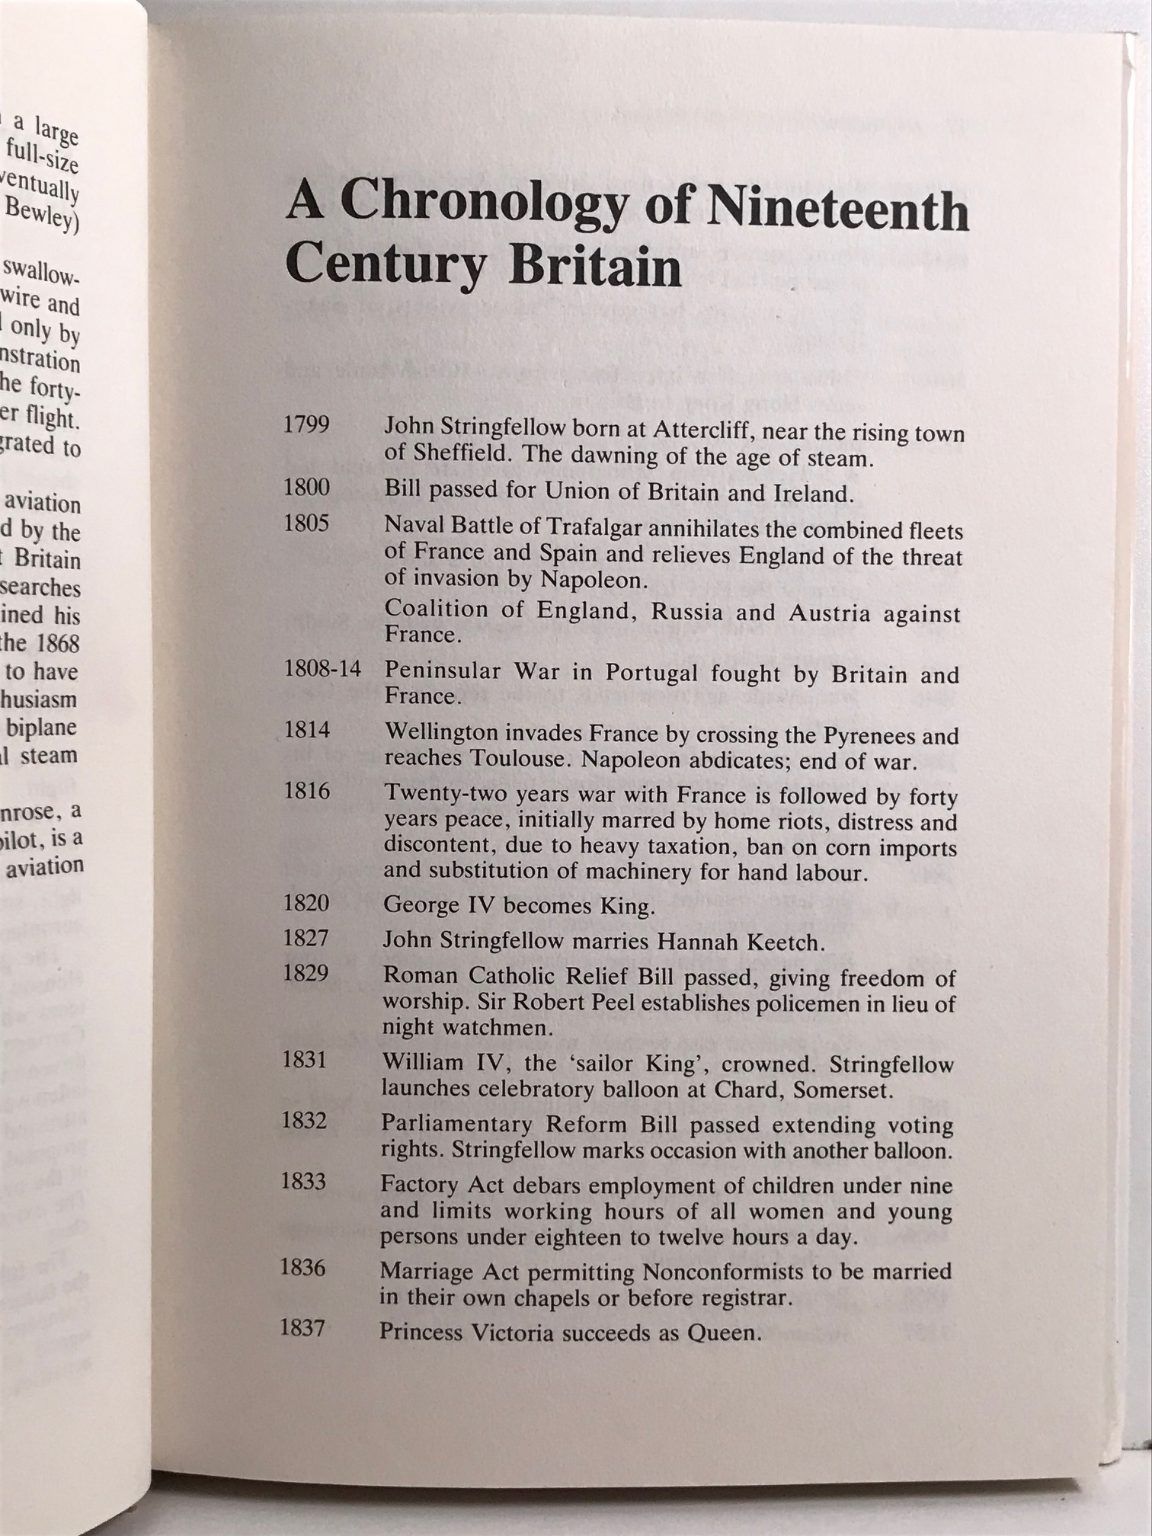 a large
full-size
Bewley)
swallow-
wire and
only by
he forty-
er flight.
to
aviation
d by the
Britain
ined his
the 1868
to have
biplane
steam
a
is a
aviation
A Chronology of Nineteenth
Century Britain
1799 John Stringfellow born at Attercliff, near the rising town
of Sheffield. The dawning of the age of steam.
1800 Bill passed for Union of Britain and Ireland.
1805 Naval Battle of Trafalgar annihilates the combined fleets
of France and Spain and relieves England of the threat
of invasion by Napoleon.
Coalition of England, Russia and Austria against
France.
1808-14 Peninsular War in Portugal fought by Britain and
France.
1814 Wellington invades France by crossing the Pyrenees and
reaches Toulouse. Napoleon abdicates; end of war.
1816 Twenty-two years war with France is followed by forty
years peace, initially marred by home riots, distress and
discontent, due to heavy taxation, ban on corn imports
and substitution of machinery for hand labour.
1820 George IV becomes King.
1827 John Stringfellow marries Hannah Keetch.
1829 Roman Catholic Relief Bill passed, giving freedom of
worship. Sir Robert Peel establishes policemen in lieu of
night watchmen.
1831 William IV, the ‘sailor King’, crowned. Stringfellow
launches celebratory balloon at Chard, Somerset.
1832 Parliamentary Reform Bill passed extending voting
rights. Stringfellow marks occasion with another balloon.
1833 Factory Act debars employment of children under nine
and limits working hours of all women and young
persons under eighteen to twelve hours a day.
1836 Marriage Act permitting Nonconformists to be married
in their own chapels or before registrar.
1837 Princess Victoria succeeds as Queen.